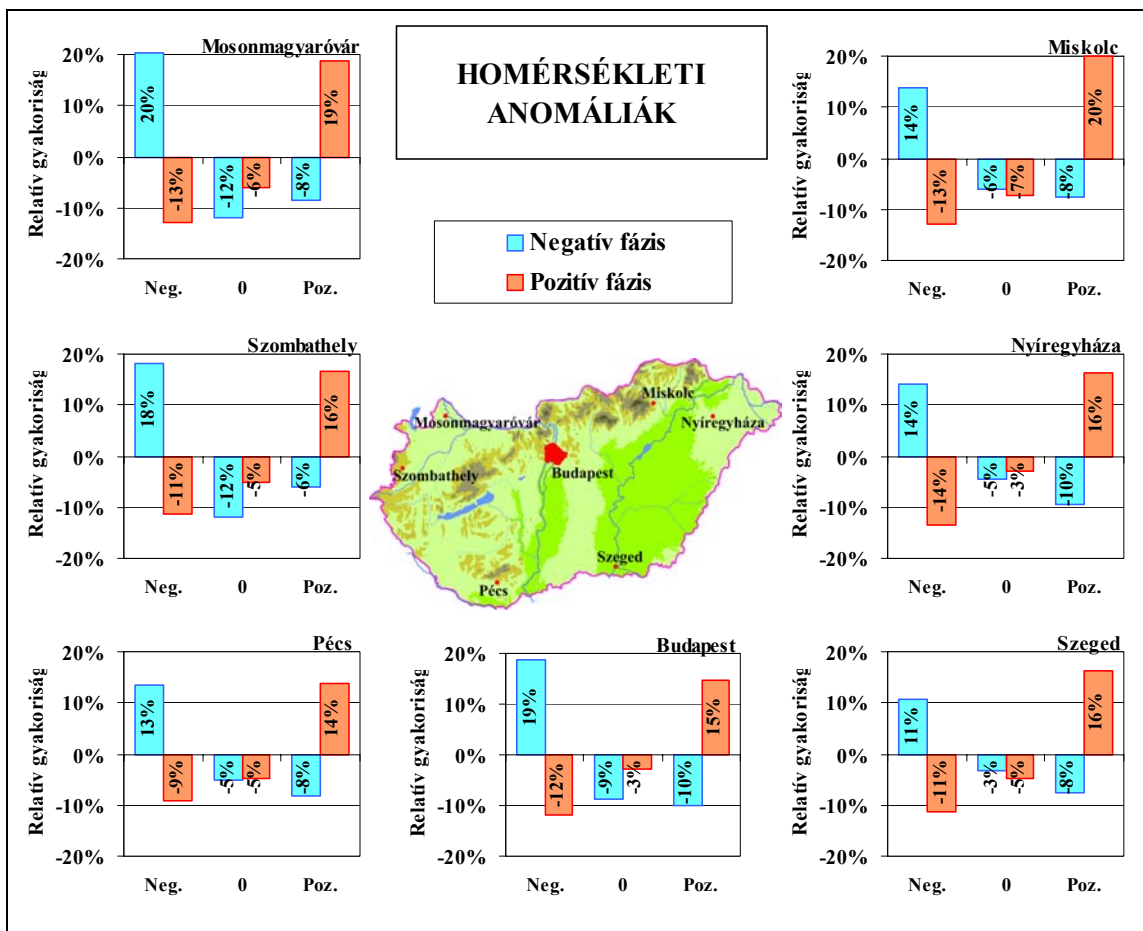 HOMÉRSÉKLETI
ANOMÁLIÁK
Negatív fázis
Pozitív fázis
Mosonmagyaróvár
Relatív gyakoriság
20%
10%
0%
-10%
-20%
20%
-13%
-12%
-6%
-8%
19%
Neg. 0 Poz.
Miskolc
Relatív gyakoriság
20%
10%
0%
-10%
-20%
14%
-13%
-6%
-7%
-8%
20%
Neg. 0 Poz.
Szombathely
Relatív gyakoriság
20%
10%
0%
-10%
-20%
18%
-11%
-12%
-5%
-6%
16%
Neg. 0 Poz.
Mosonmagyaróvár
Miskolc
Nyíregyháza
Szombathely
Budapest
Szeged
Pécs
Nyíregyháza
Relatív gyakoriság
20%
10%
0%
-10%
-20%
14%
-14%
-5%
-3%
-10%
16%
Neg. 0 Poz.
Pécs
Relatív gyakoriság
20%
10%
0%
-10%
-20%
13%
-9%
-5%
-5%
-8%
14%
Neg. 0 Poz.
Budapest
Relatív gyakoriság
20%
10%
0%
-10%
-20%
19%
-12%
-9%
-3%
-10%
15%
Neg. 0 Poz.
Szeged
Relatív gyakoriság
20%
10%
0%
-10%
-20%
11%
-11%
-3%
-5%
-8%
16%
Neg. 0 Poz.